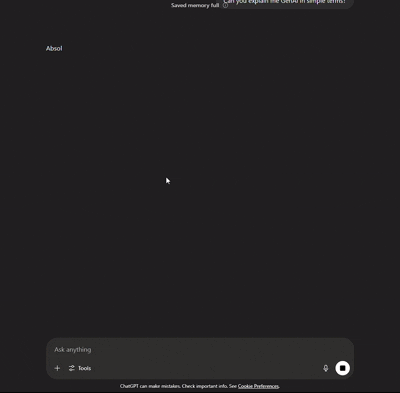 Can you explain me GenAI in simple terms?
Saved memory full
Absol
Ask anything
Tools
ChatGPT can make mistakes. Check important info. See Cookie Preferences.